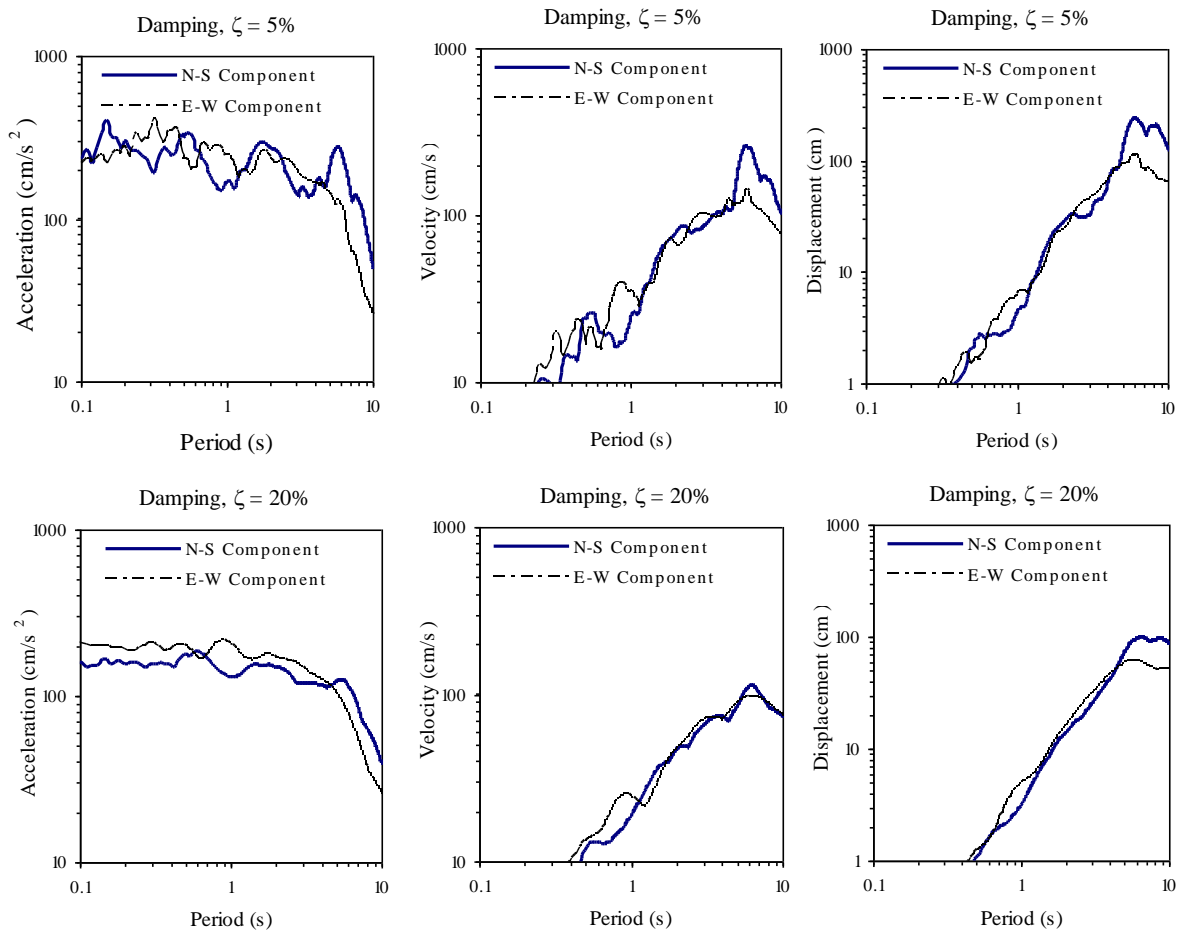 Damping, ζ = 5%
1000
N-S Component
E-W Component
Acceleration (cm/s 2 )
100
10
0.1
1
10
Period (s)
Damping, ζ = 5%
1000
N-S Component
E-W Component
Velocity (cm/s)
100
10
0.1
1
10
Period (s)
Damping, ζ = 5%
1000
N-S Component
E-W Component
Displacement (cm )
100
10
1
0.1
1
10
Period (s)
Damping, ζ = 20%
1000
N-S Component
E-W Component
Acceleration (cm/s 2 )
100
10
0.1
1
10
Period (s)
Damping, ζ = 20%
1000
N-S Component
E-W Component
Velocity (cm/s)
100
10
0.1
1
10
Period (s)
Damping, ζ = 20%
1000
N-S Component
E-W Component
Displacement (cm )
100
10
1
0.1
1
10
Period (s)